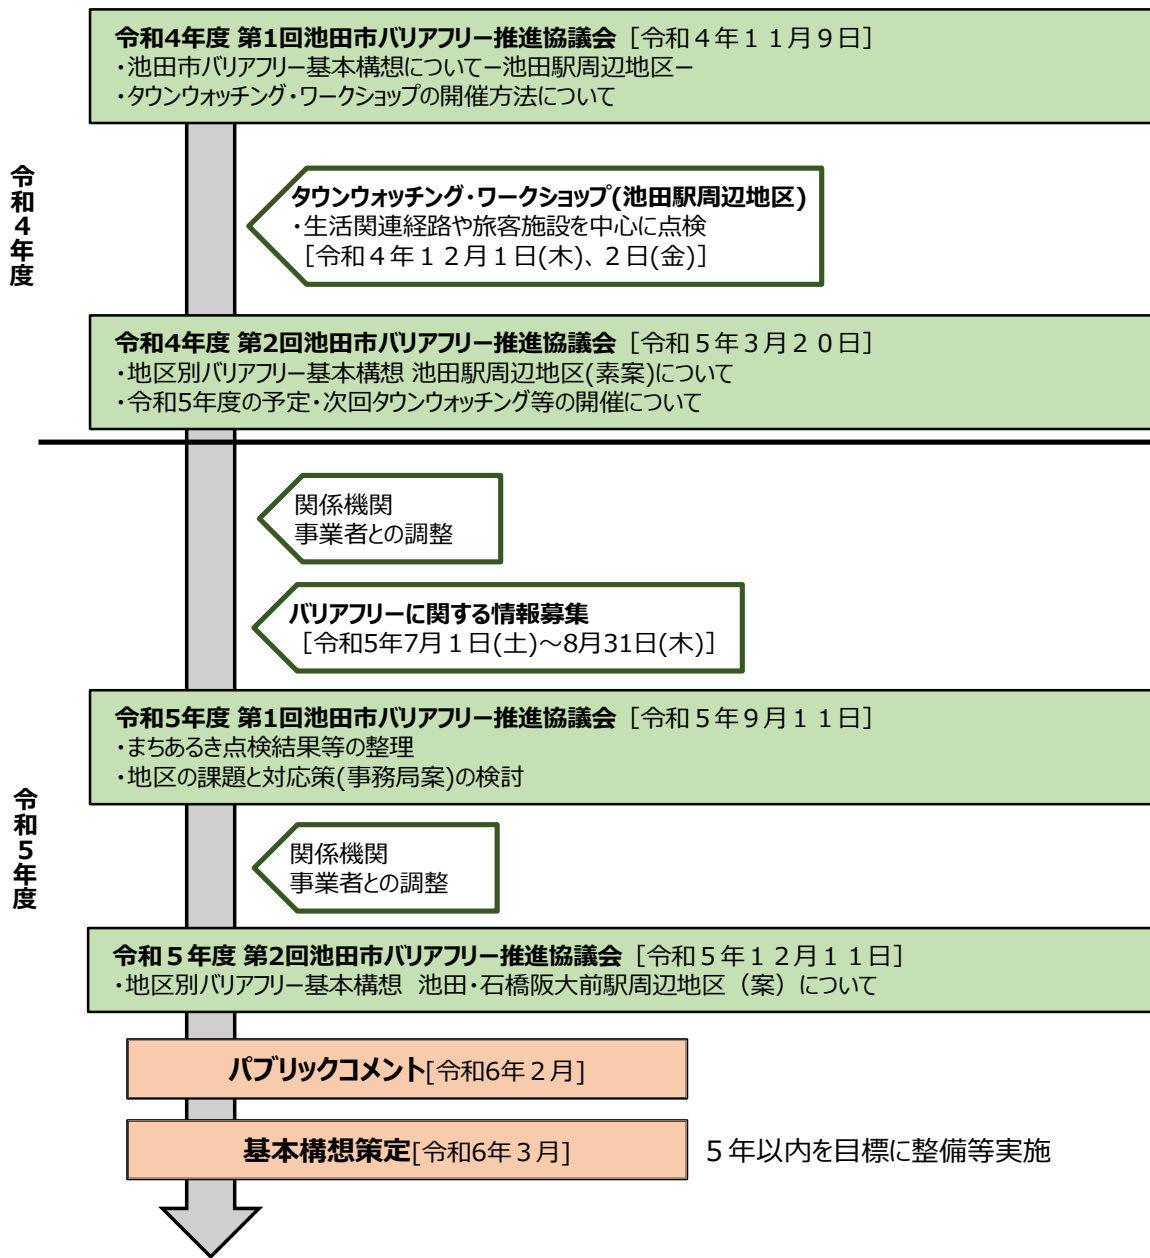 令和4年度 第1回池田市バリアフリー推進協議会［令和４年１１月９日］
・池田市バリアフリー基本構想についてー池田駅周辺地区ー
・タウンウォッチング・ワークショップの開催方法について
令和４年度
タウンウォッチング・ワークショップ(池田駅周辺地区)
・生活関連経路や旅客施設を中心に点検
［令和４年１２月１日(木)、２日(金)］
令和4年度 第2回池田市バリアフリー推進協議会［令和５年３月２０日］
・地区別バリアフリー基本構想 池田駅周辺地区(素案)について
・令和5年度の予定・次回タウンウォッチング等の開催について
関係機関
事業者との調整
バリアフリーに関する情報募集
［令和5年7月１日(土)～8月31日(木)］
令和5年度 第1回池田市バリアフリー推進協議会［令和５年９月１１日］
・まちあるき点検結果等の整理
・地区の課題と対応策(事務局案)の検討
令和５年度
関係機関
事業者との調整
令和５年度 第2回池田市バリアフリー推進協議会［令和５年１２月１１日］
・地区別バリアフリー基本構想 池田・石橋阪大前駅周辺地区（案）について
パブリックコメント[令和6年２月]
基本構想策定[令和6年３月]
５年以内を目標に整備等実施